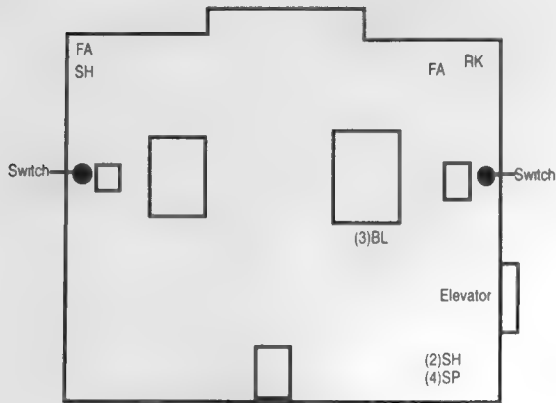 FA
SH
FA
RK
Switch
Switch
(3)BL
Elevator
(2)SH
(4)SP